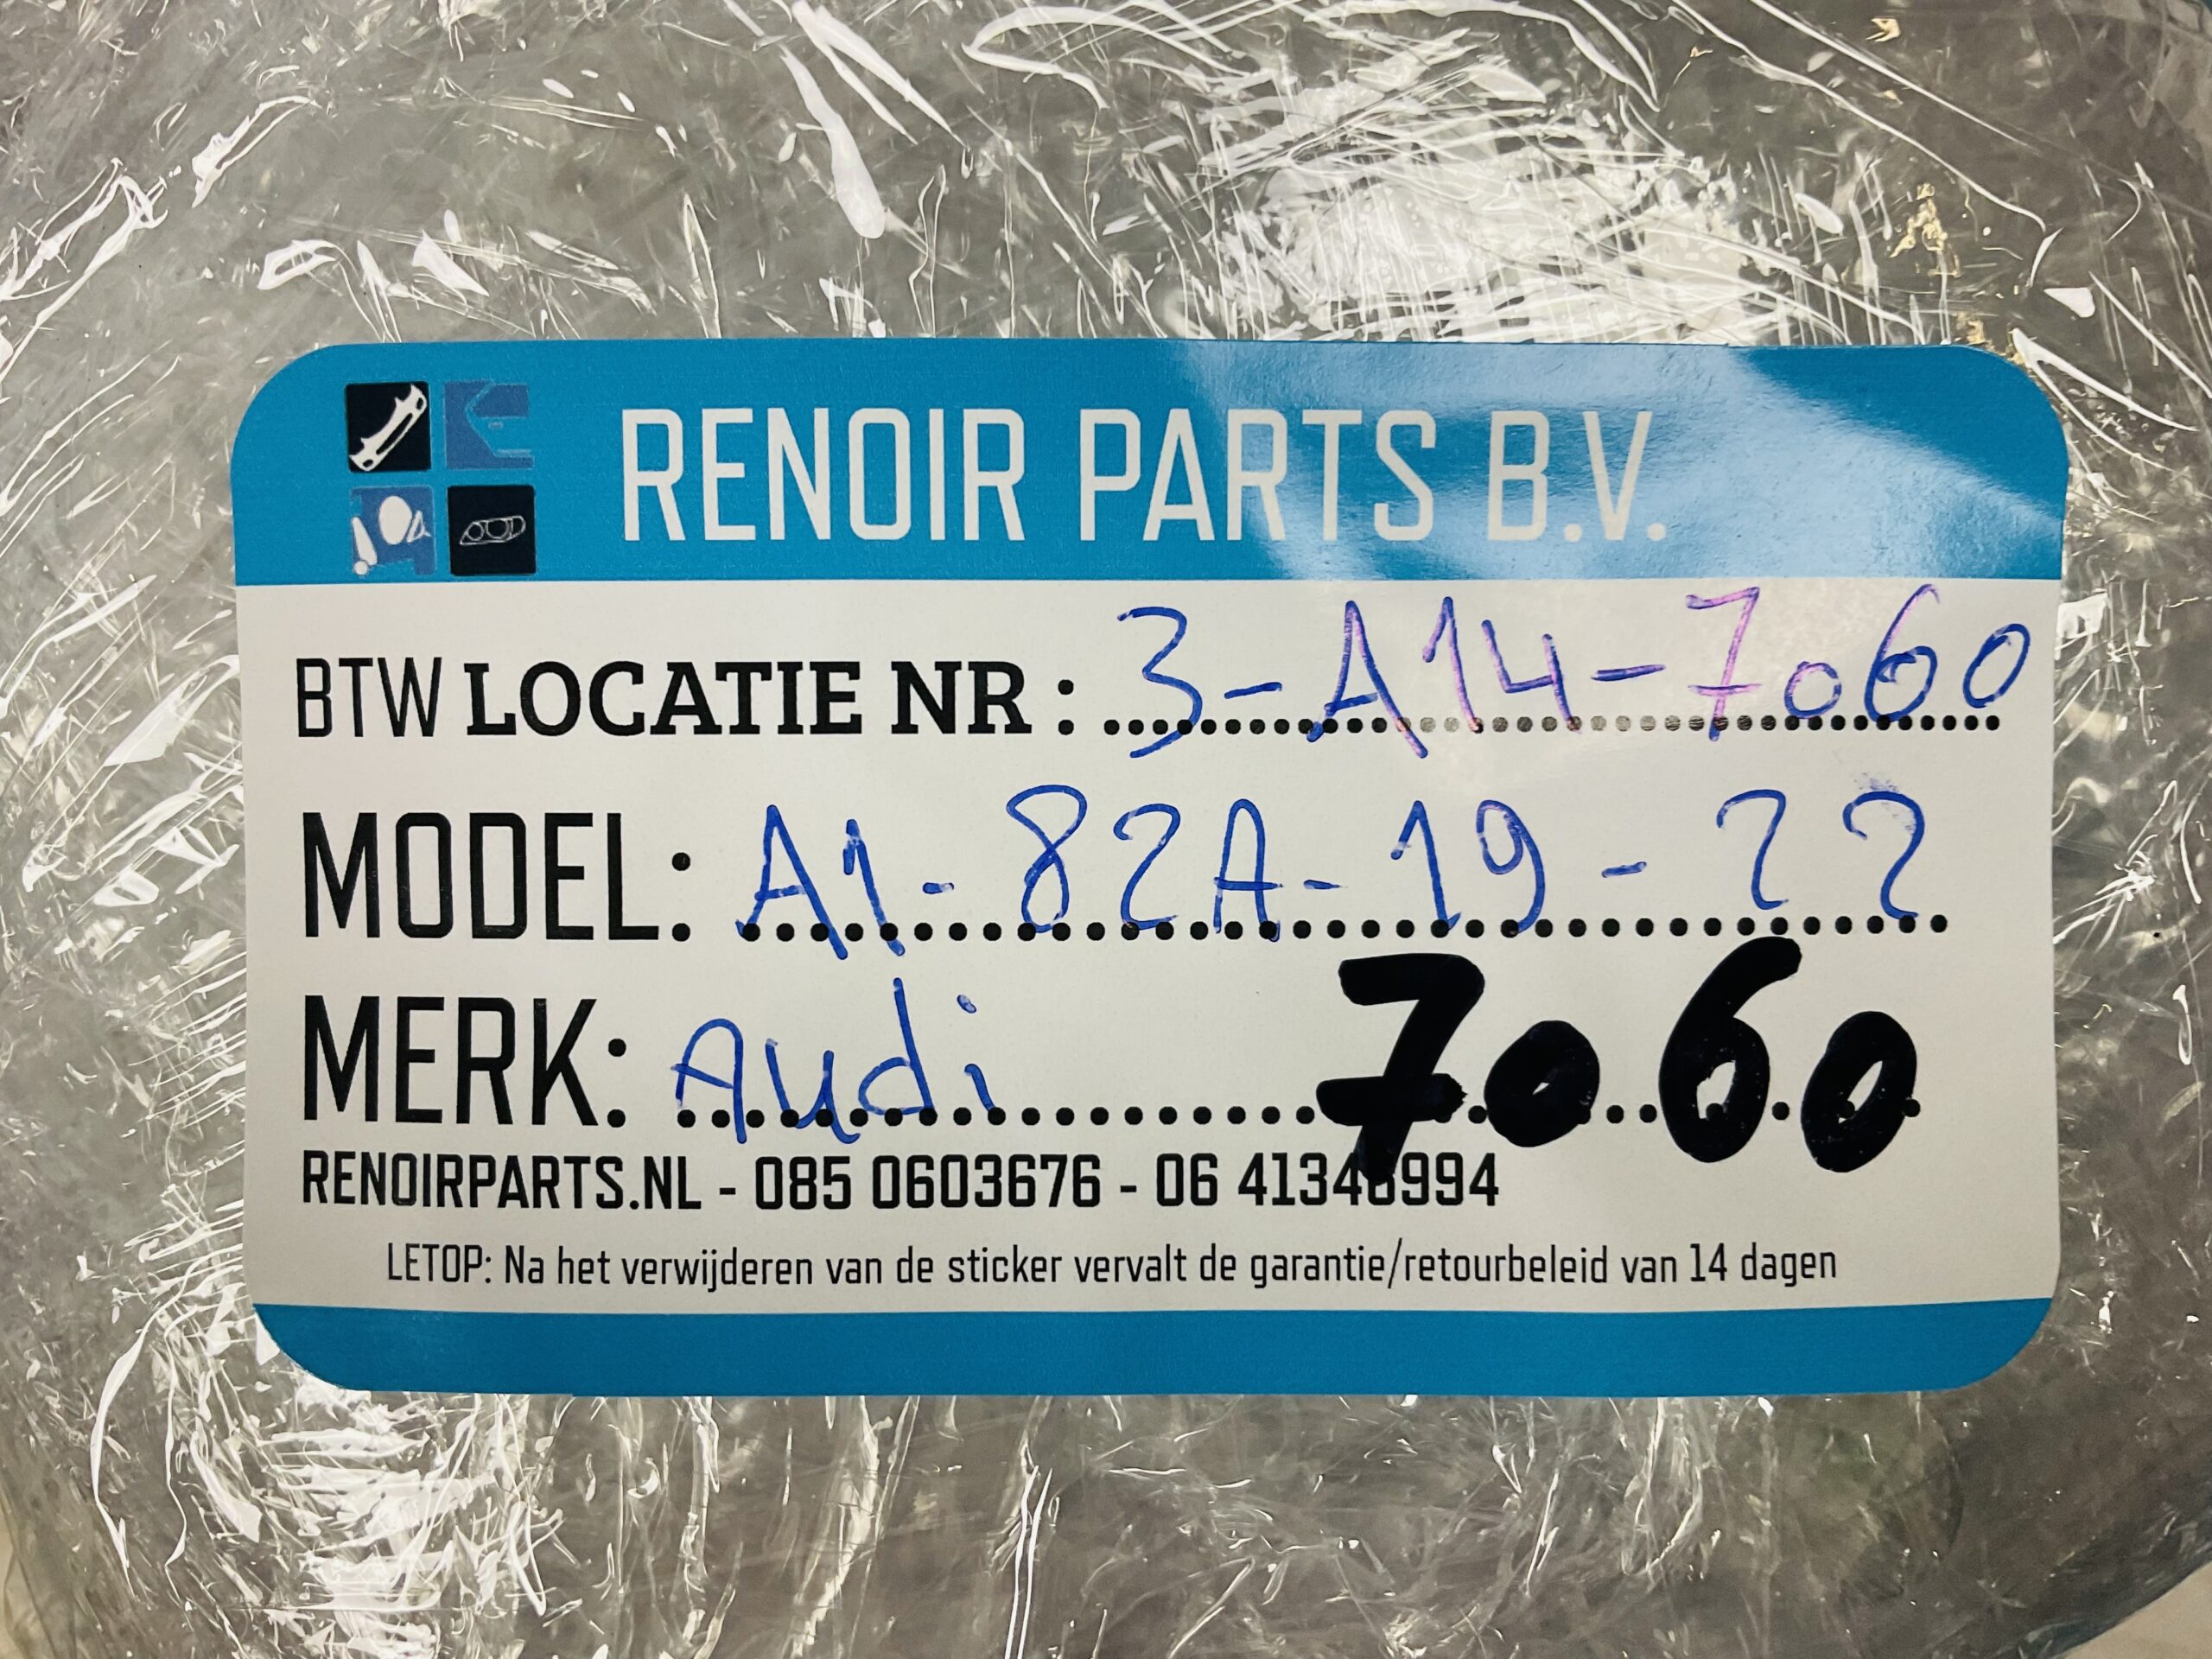 RENOIR PARTS B.V.
BTW LOCATIE NR : 3-A14-7060
MODEL: A1-82A-19-22
MERK: Audi 7060
RENOIRPARTS.NL - 085 0603676 - 06 41348994
LETOP: Na het verwijderen van de sticker vervalt de garantie/retourbeleid van 14 dagen